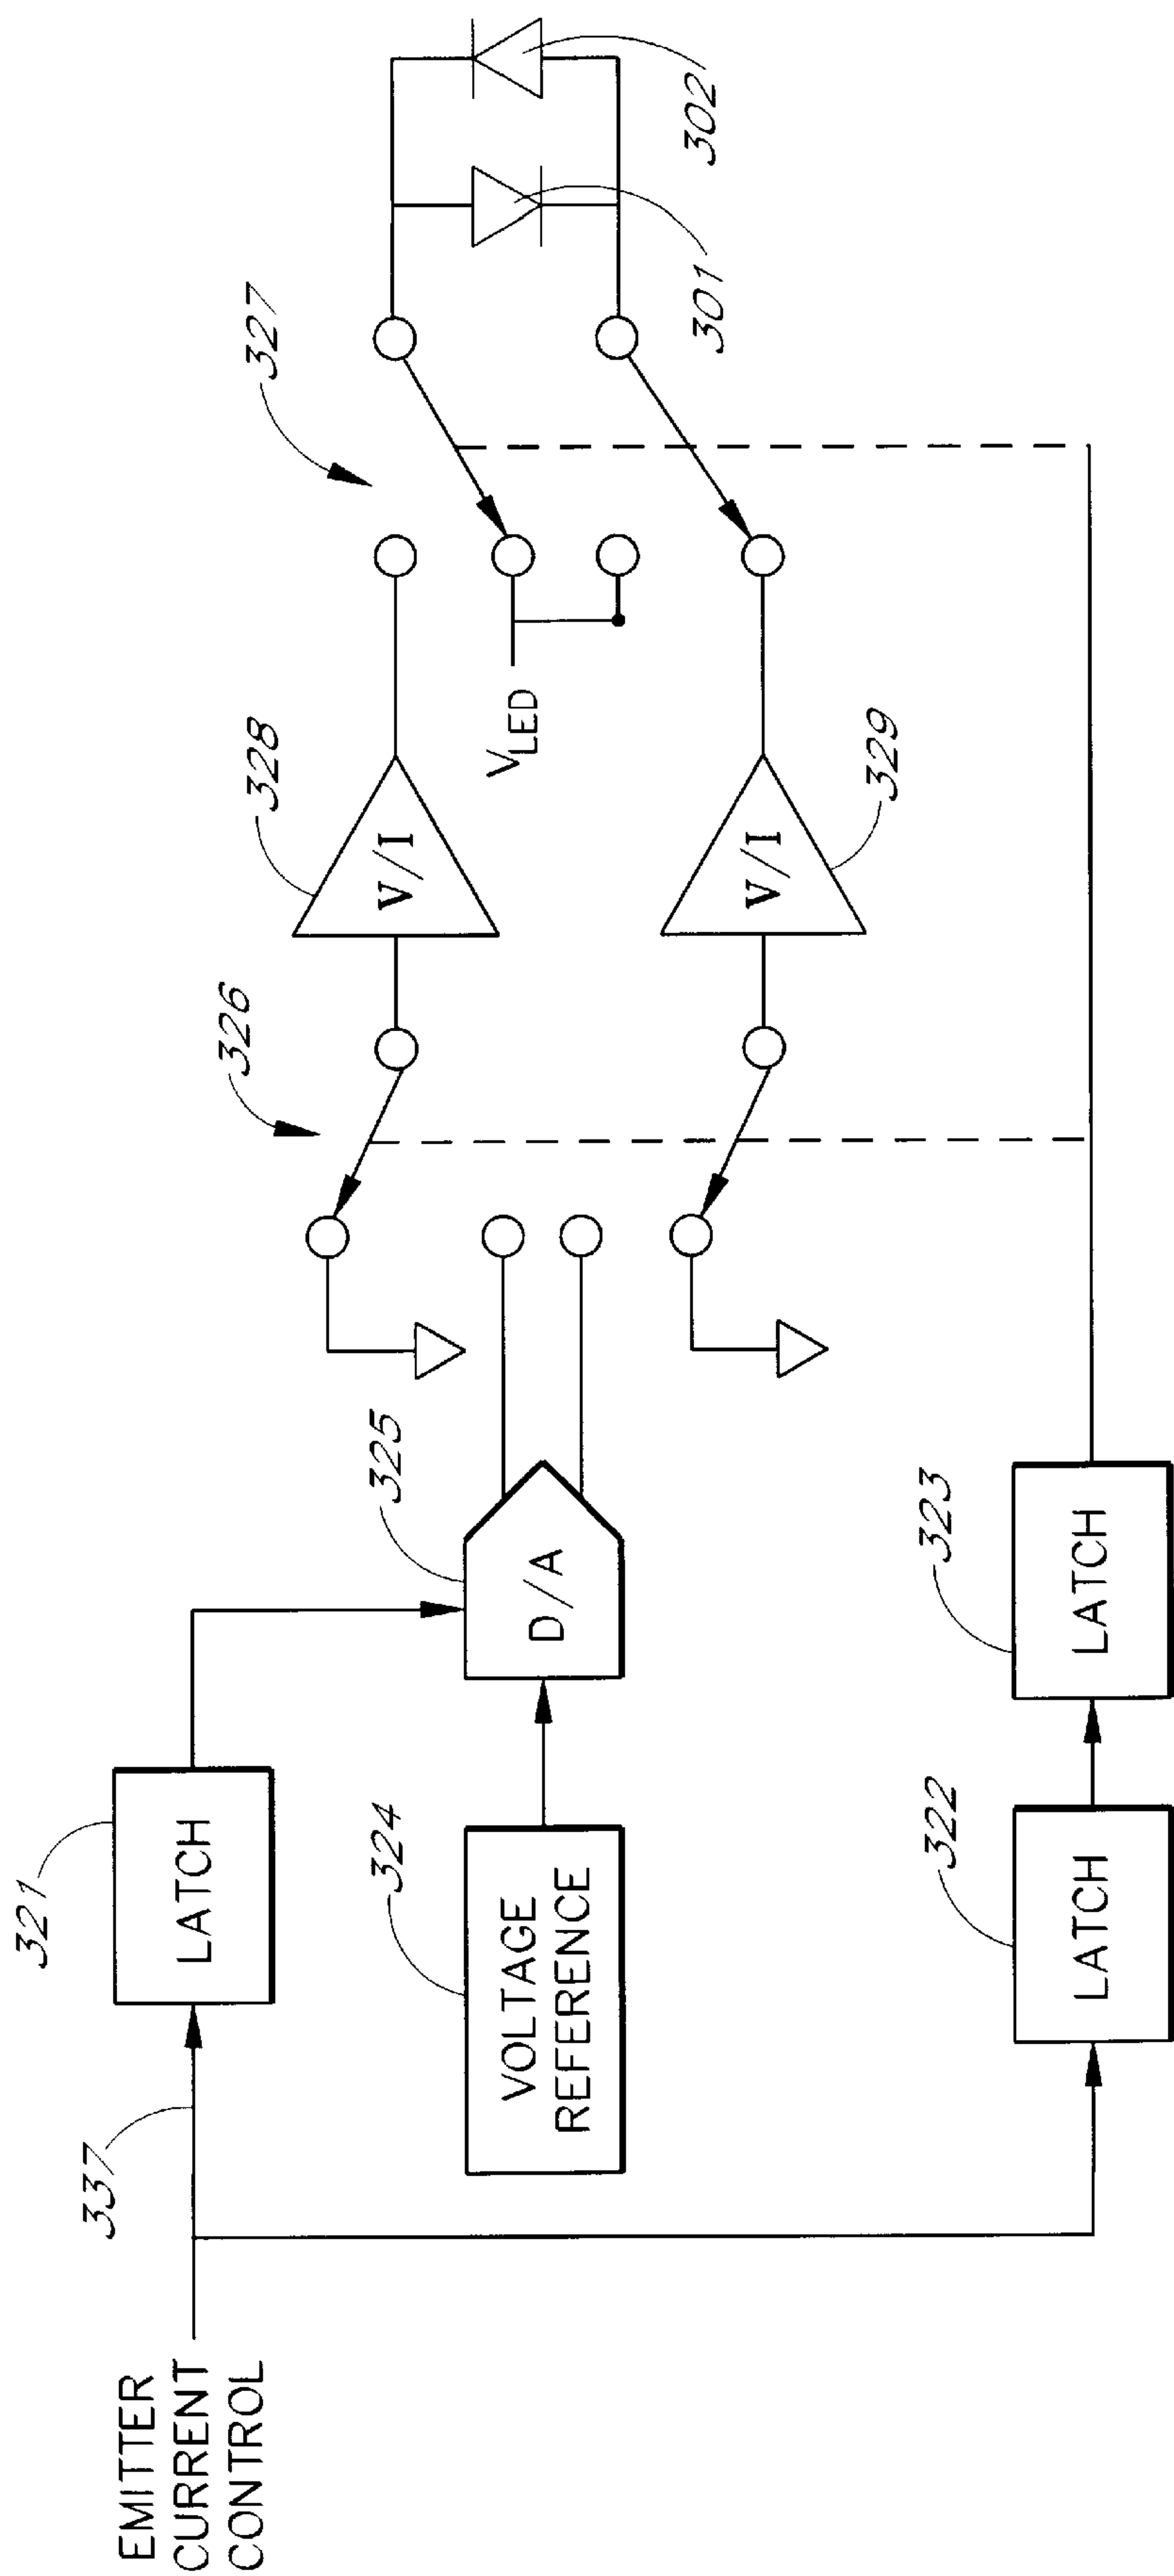 EMITTER
CURRENT
CONTROL
337
321
LATCH
324
VOLTAGE
REFERENCE
325
D/A
322
LATCH
323
LATCH
326
328
V/I
329
V/I
VLED
327
301
302